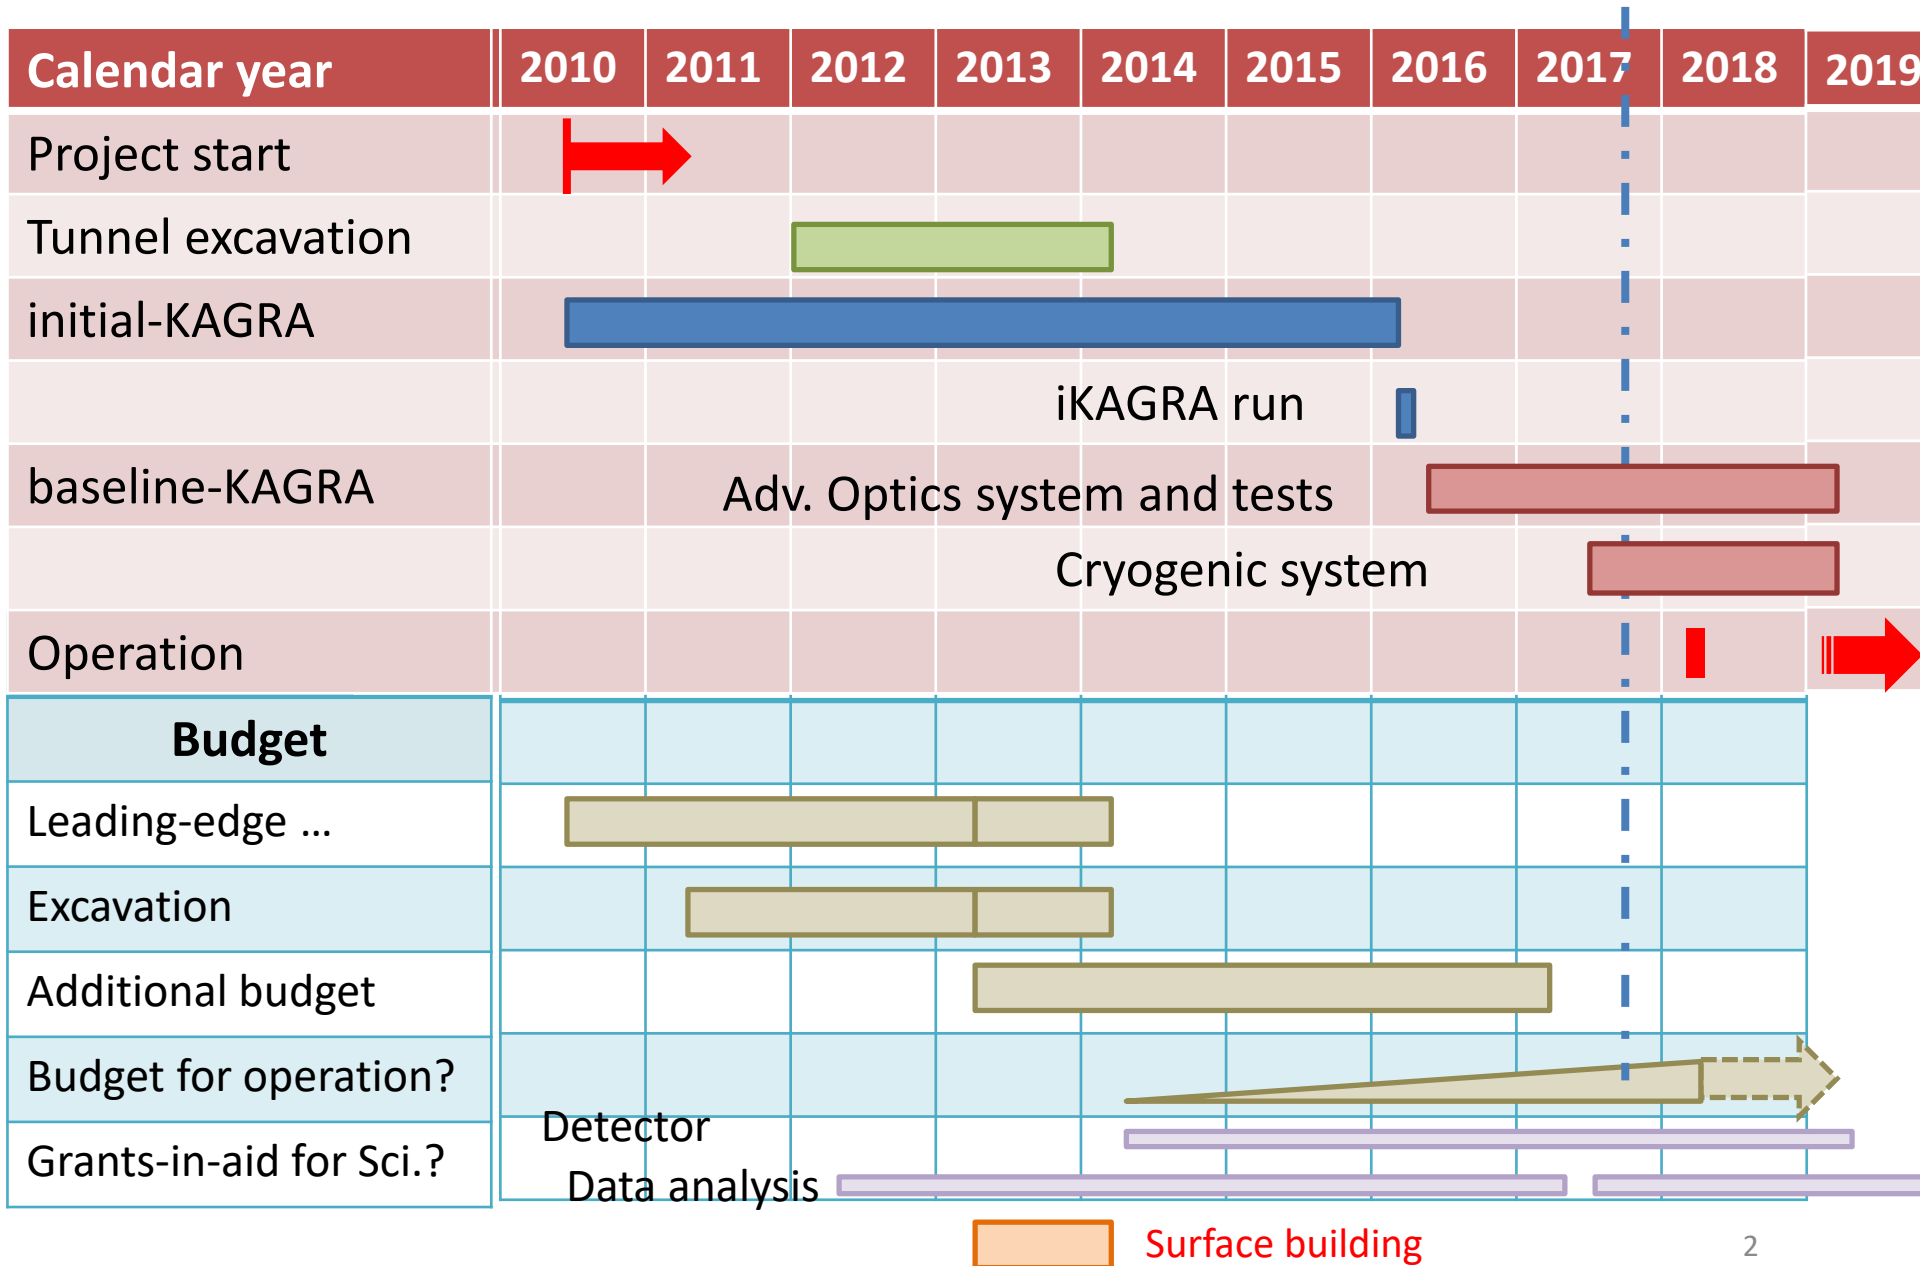 Calendar year 2010 2011 2012 2013 2014 2015 2016 2017 2018 2019
Project start
Tunnel excavation
initial-KAGRA
iKAGRA run
baseline-KAGRA Adv. Optics system and tests
Cryogenic system
Operation
Budget
Leading-edge ...
Excavation
Additional budget
Budget for operation?
Detector
Grants-in-aid for Sci.?
Data analysis
Surface building
2